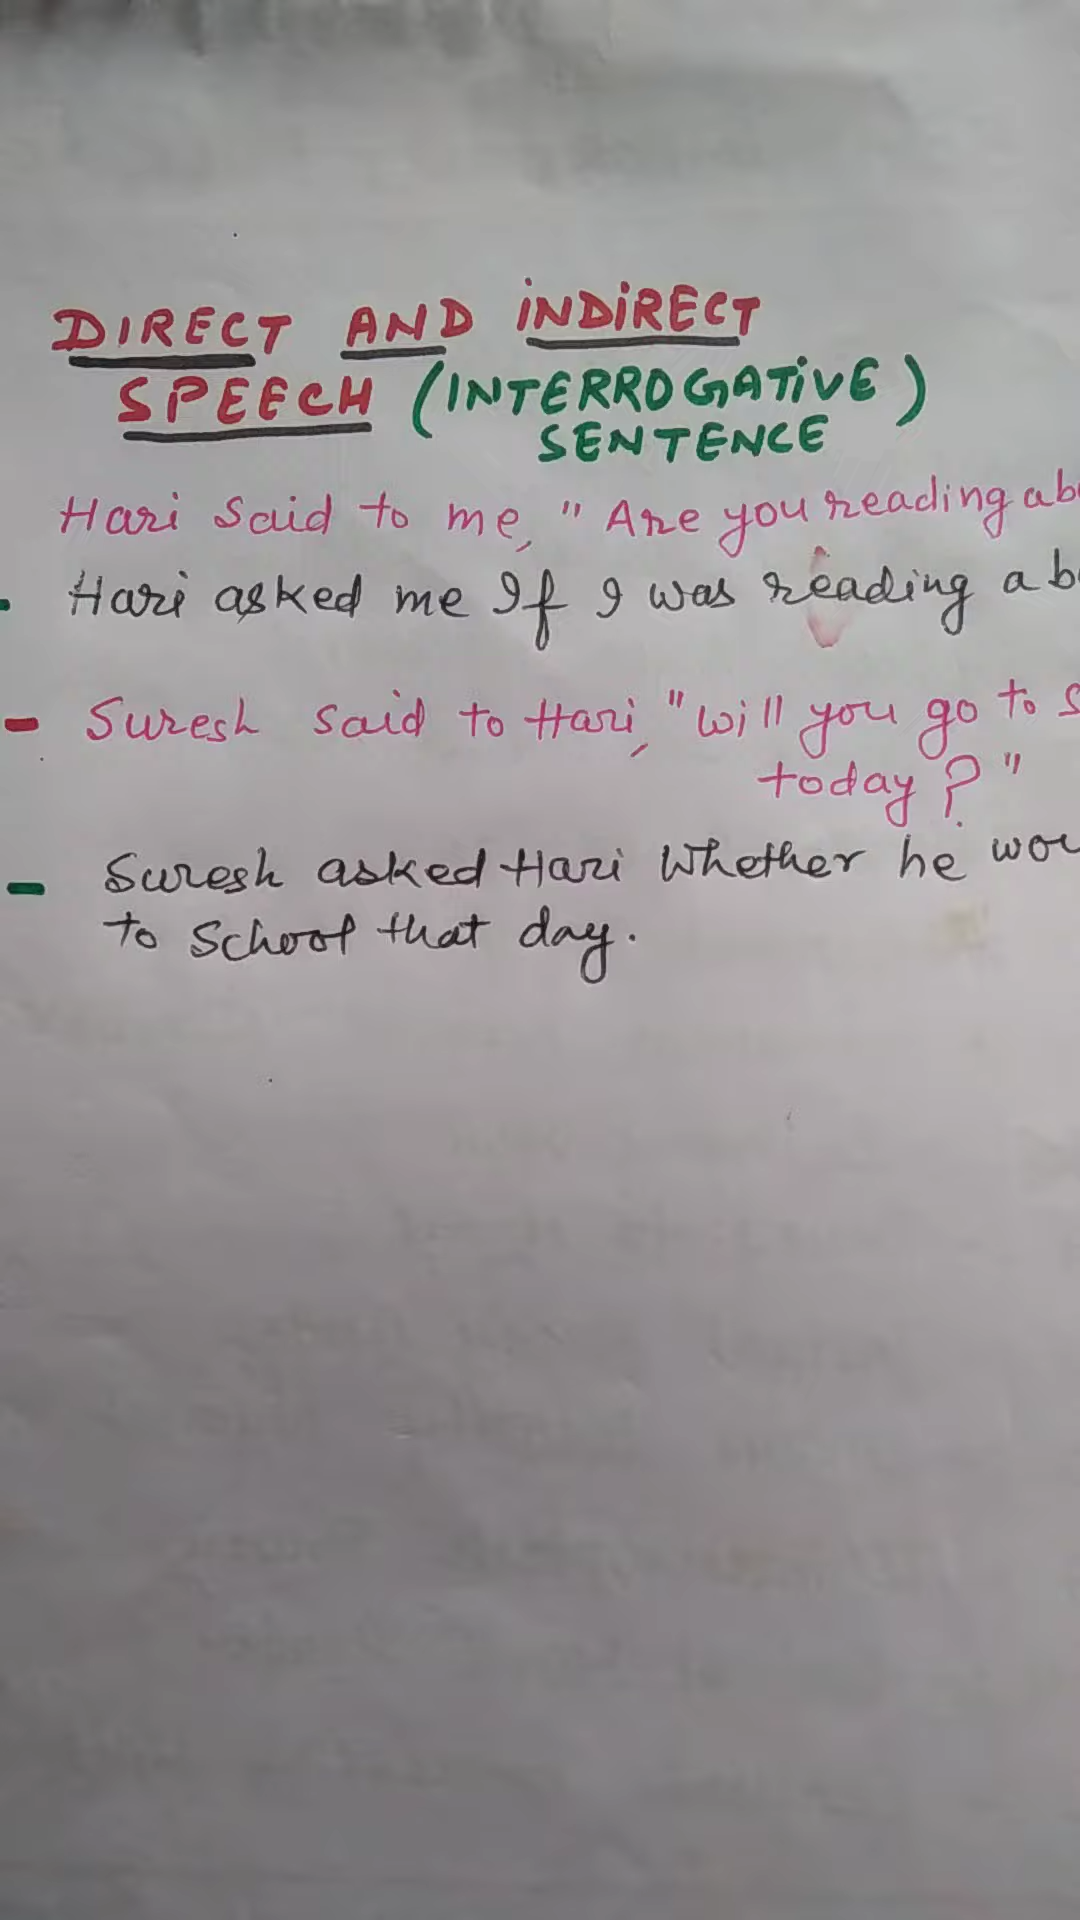 DIRECT AND INDIRECT
SPEECH (INTERROGATIVE)
SENTENCE
Hari said to me, " Are you reading
Hari asked me If I was reading a
- Suresh said to Hari, "will you go to
today ? "
- Suresh asked Hari Whether he
to School that day.